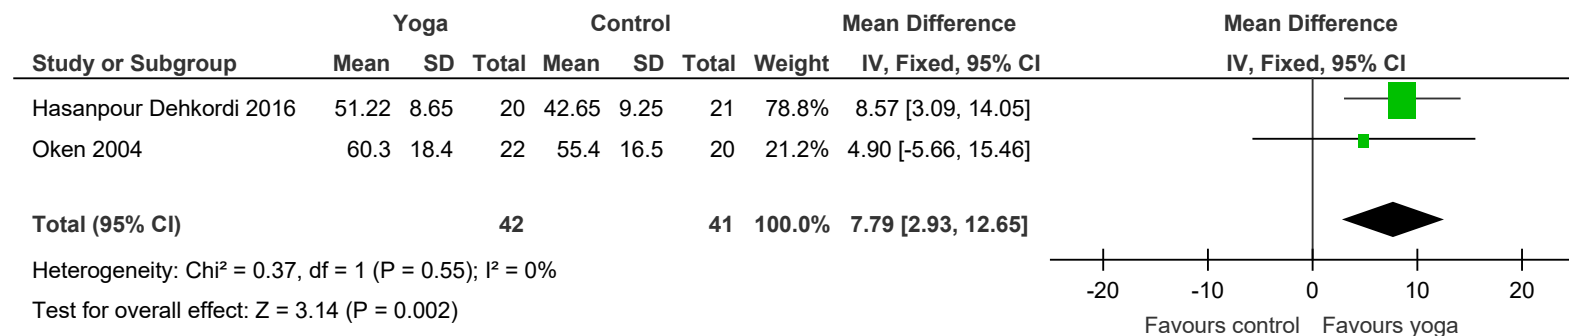 Yoga Control Mean Difference Mean Difference
Study or Subgroup Mean SD Total Mean SD Total Weight IV, Fixed, 95% CI IV, Fixed, 95% CI
Hasanpour Dehkordi 2016 51.22 8.65 20 42.65 9.25 21 78.8% 8.57 [3.09, 14.05]
Oken 2004 60.3 18.4 22 55.4 16.5 20 21.2% 4.90 [-5.66, 15.46]
Total (95% CI) 42 41 100.0% 7.79 [2.93, 12.65]
Heterogeneity: Chi² = 0.37, df = 1 (P = 0.55); I² = 0%
Test for overall effect: Z = 3.14 (P = 0.002)
-20 -10 0 10 20
Favours control Favours yoga